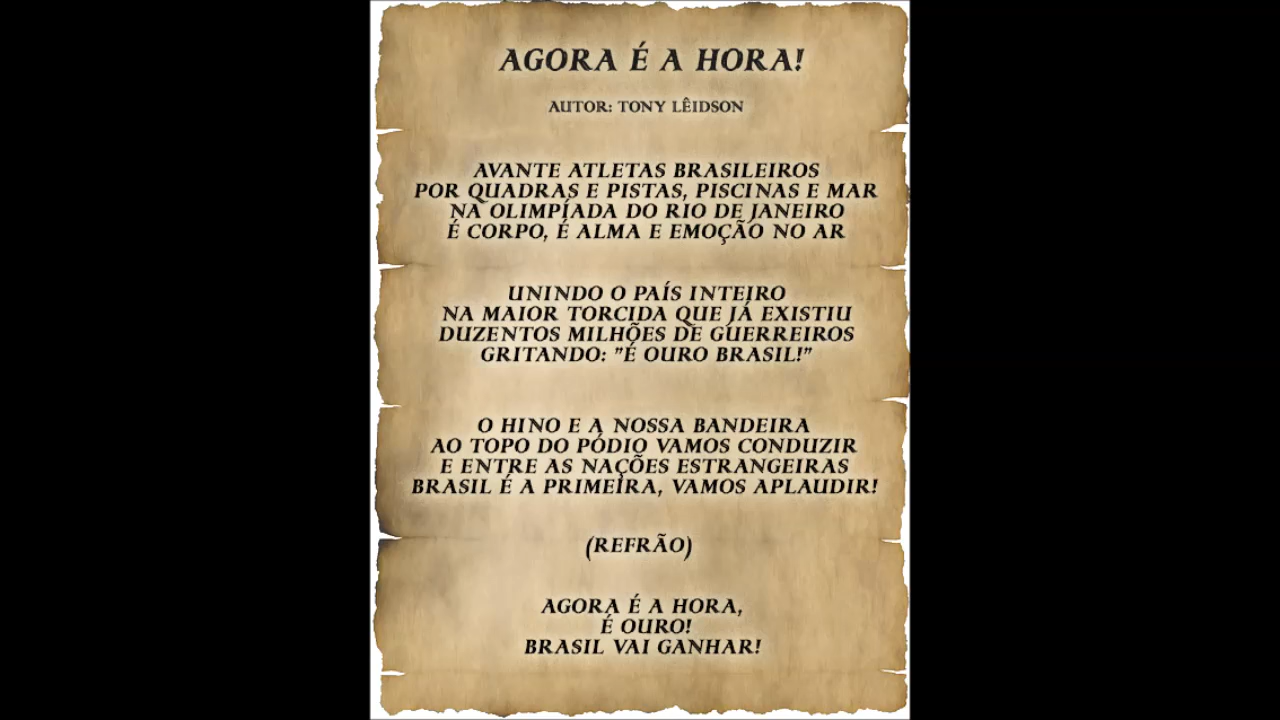 AGORA É A HORA!
AUTOR: TONY LÊIDSON
AVANTE ATLETAS BRASILEIROS
POR QUADRAS E PISTAS, PISCINAS E MAR
NA OLIMPÍADA DO RIO DE JANEIRO
É CORPO, É ALMA E EMOÇÃO NO AR
UNINDO O PAÍS INTEIRO
NA MAIOR TORCIDA QUE JÁ EXISTIU
DUZENTOS MILHÕES DE GUERREIROS
GRITANDO: "É OURO BRASIL!"
O HINO E A NOSSA BANDEIRA
AO TOPO DO PÓDIO VAMOS CONDUZIR
E ENTRE AS NAÇÕES ESTRANGEIRAS
BRASIL É A PRIMEIRA, VAMOS APLAUDIR!
(REFRÃO)
AGORA É A HORA,
É OURO!
BRASIL VAI GANHAR!